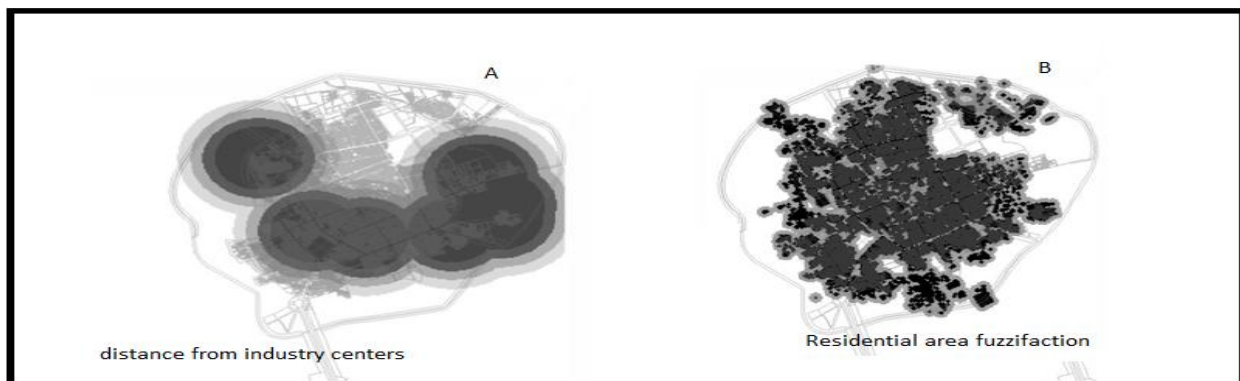 A
B
distance from industry centers
Residential area fuzzifaction